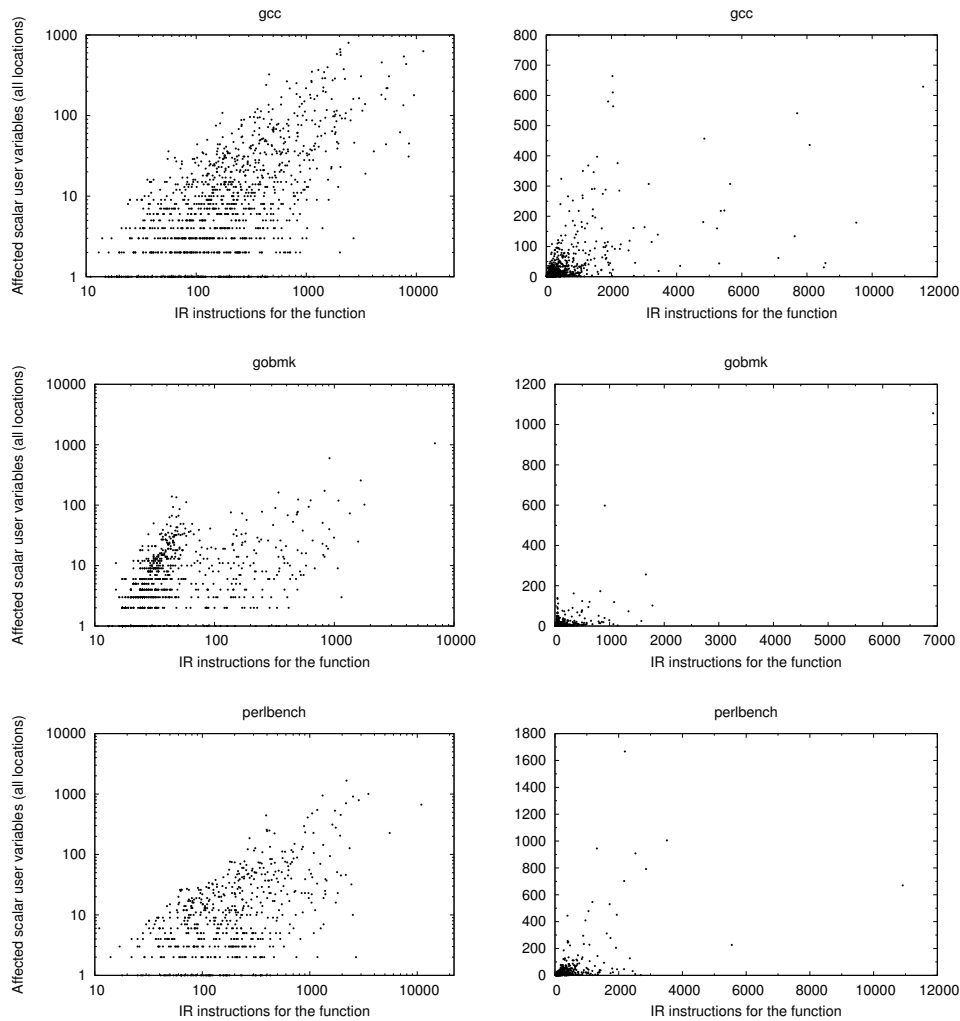 gcc
gcc
Affected scalar user variables (all locations)
1000
100
10
1
10 100 1000 10000
IR instructions for the function
800
700
600
500
400
300
200
100
0
0 2000 4000 6000 8000 10000 12000
IR instructions for the function
gobmk
gobmk
Affected scalar user variables (all locations)
10000
1000
100
10
1
10 100 1000 10000
IR instructions for the function
1200
1000
800
600
400
200
0
0 1000 2000 3000 4000 5000 6000 7000
IR instructions for the function
perlbench
perlbench
Affected scalar user variables (all locations)
10000
1000
100
10
1
10 100 1000 10000
IR instructions for the function
1800
1600
1400
1200
1000
800
600
400
200
0
0 2000 4000 6000 8000 10000 12000
IR instructions for the function